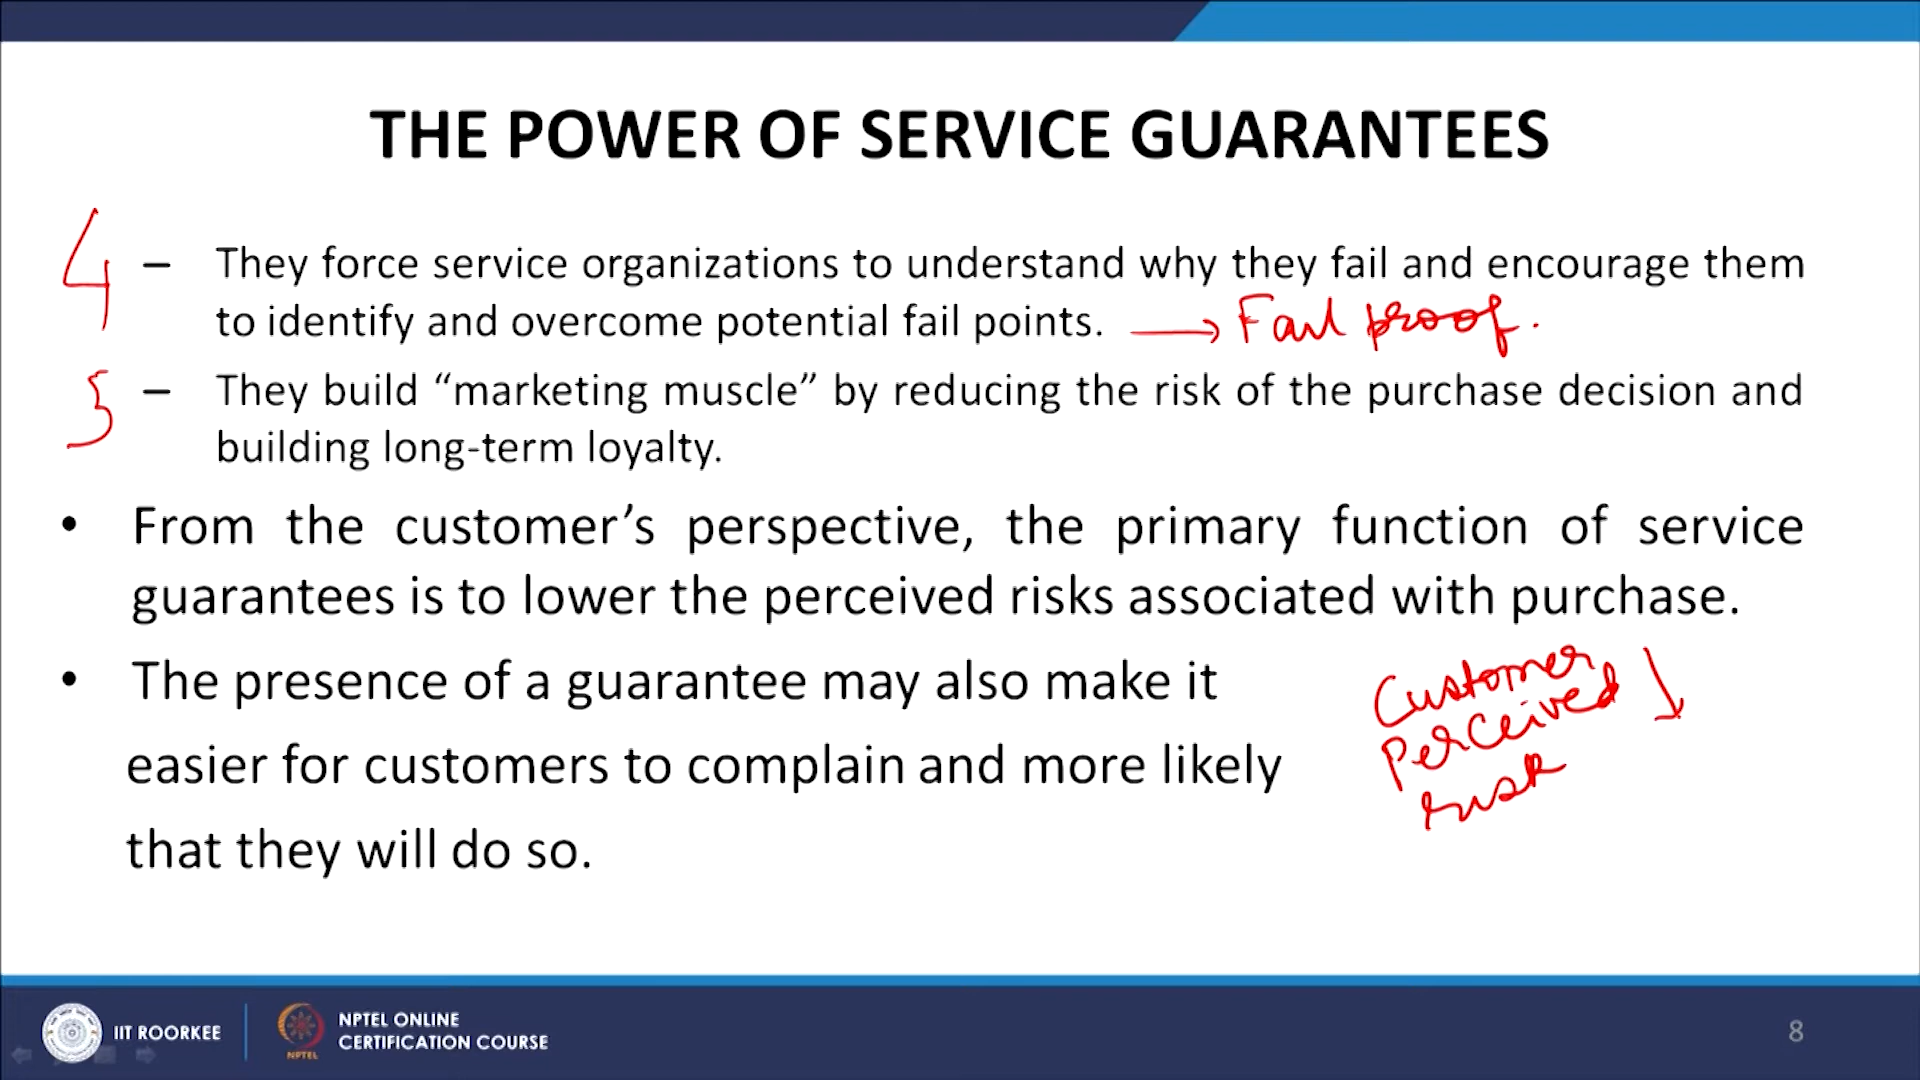 THE POWER OF SERVICE GUARANTEES
4 – They force service organizations to understand why they fail and encourage them
to identify and overcome potential fail points. → Fail proof.
5 – They build “marketing muscle” by reducing the risk of the purchase decision and
building long-term loyalty.
• From the customer’s perspective, the primary function of service
guarantees is to lower the perceived risks associated with purchase.
• The presence of a guarantee may also make it
easier for customers to complain and more likely
that they will do so.
Customer ↓
Perceived
risk
IIT ROORKEE
NPTEL
NPTEL ONLINE
CERTIFICATION COURSE
8